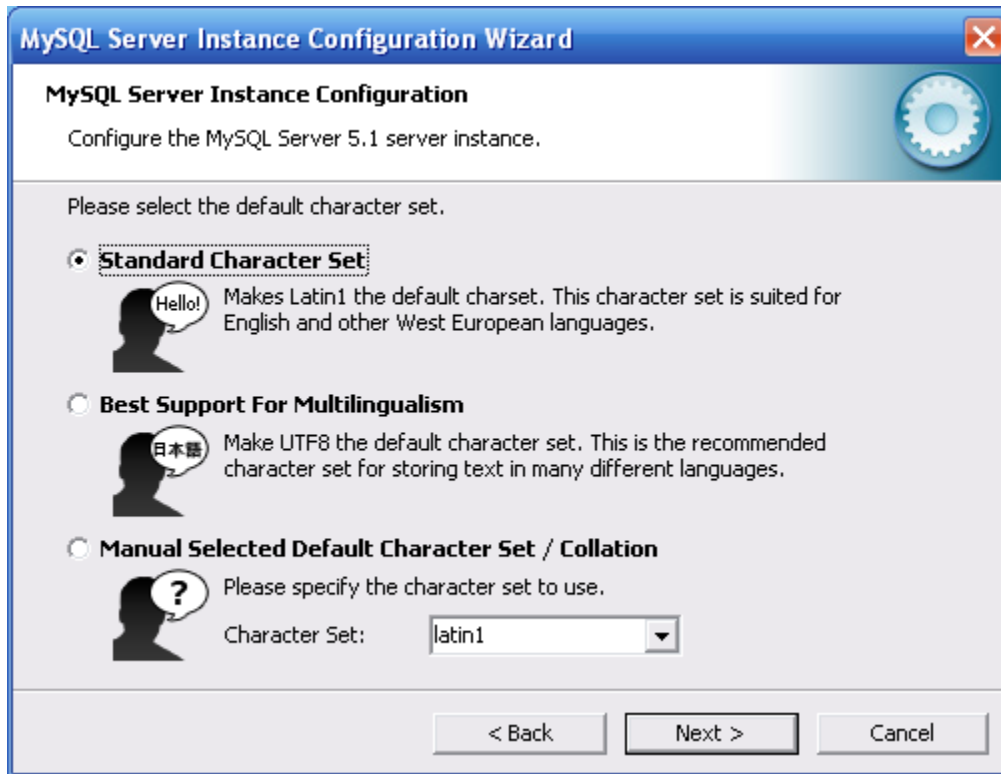 MySQL Server Instance Configuration Wizard
MySQL Server Instance Configuration
Configure the MySQL Server 5.1 server instance.
Please select the default character set.
Standard Character Set
Hello!
Makes Latin1 the default charset. This character set is suited for
English and other West European languages.
Best Support For Multilingualism
日本語
Make UTF8 the default character set. This is the recommended
character set for storing text in many different languages.
Manual Selected Default Character Set / Collation
?
Please specify the character set to use.
Character Set: latin1
< Back Next > Cancel